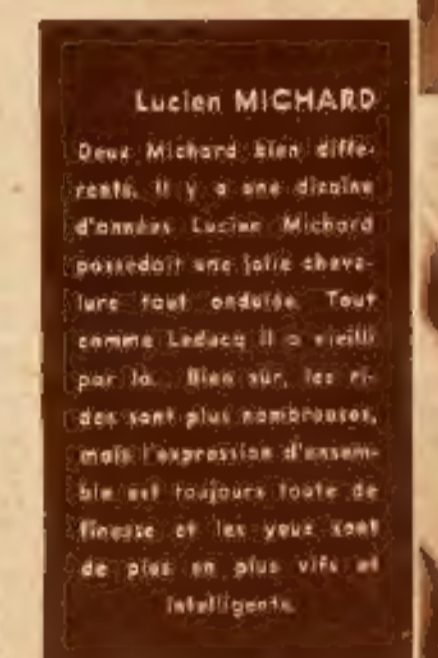 Lucien MICHARD
Deux Michard bien diffé-
rents. Il y a une dizaine
d'années Lucien Michard
possédait une jolie cheve-
lure tout ondulée. Tout
comme Leducq il a vieilli
par là. Bien sûr, les ri-
des sont plus nombreuses,
mais l'expression d'ensem-
ble est toujours toute de
finesse et les yeux sont
de plus en plus vifs et
intelligents.